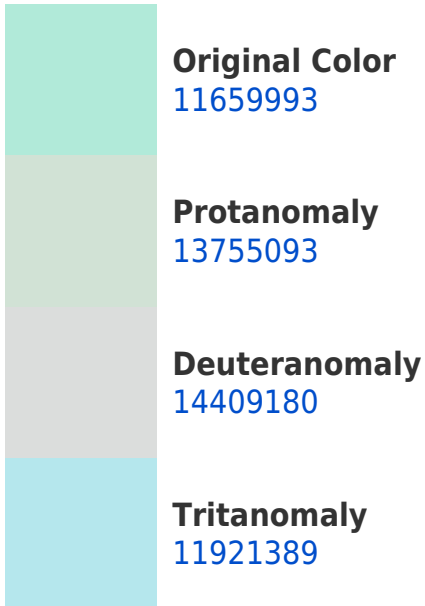 Original Color
11659993
Protanomaly
13755093
Deuteranomaly
14409180
Tritanomaly
11921389